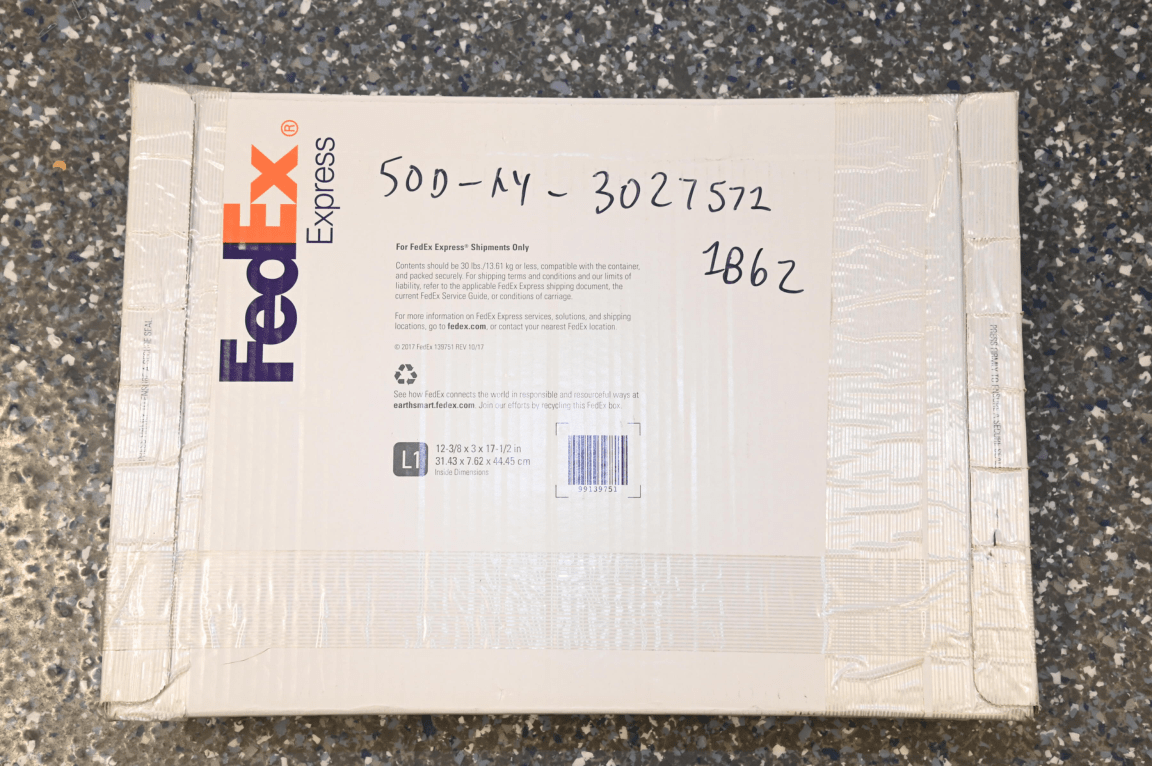 FedEx®
Express
50D-NY-3027572
1B62
For FedEx Express® Shipments Only
Contents should be 30 lbs./13.61 kg or less, compatible with the container,
and packed securely. For shipping terms and conditions and our limits of
liability, refer to the applicable FedEx Express shipping document, the
current FedEx Service Guide, or conditions of carriage.
For more information on FedEx Express services, solutions, and shipping
locations, go to fedex.com, or contact your nearest FedEx location.
© 2017 FedEx 139751 REV 10/17
See how FedEx connects the world in responsible and resourceful ways at
earthsmart.fedex.com. Join our efforts by recycling this FedEx box.
L1
12-3/8 x 3 x 17-1/2 in
31.43 x 7.62 x 44.45 cm
Inside Dimensions
99139751